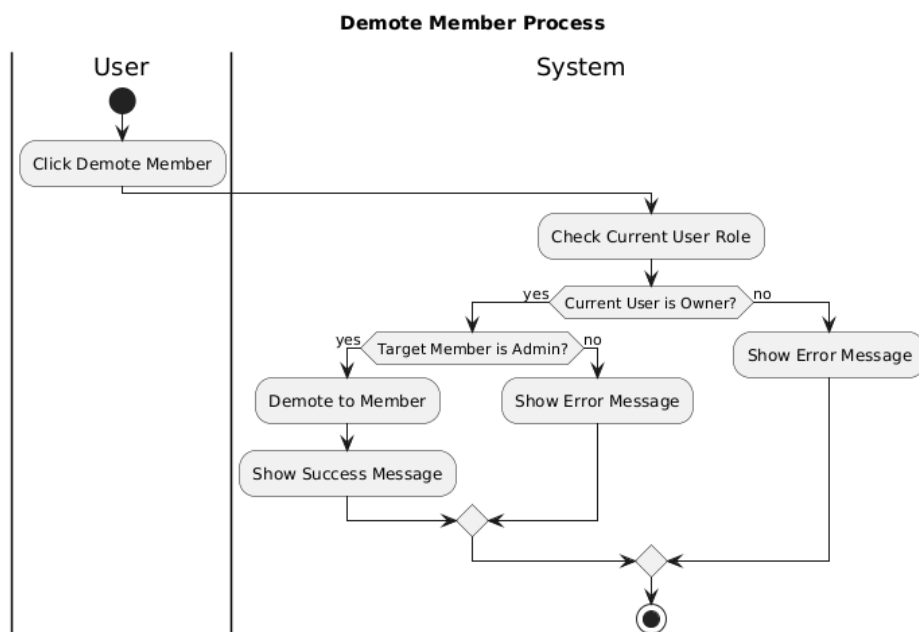 Demote Member Process
User
System
Click Demote Member
Check Current User Role
yes
Current User is Owner?
no
yes
Target Member is Admin?
no
Show Error Message
Demote to Member
Show Error Message
Show Success Message